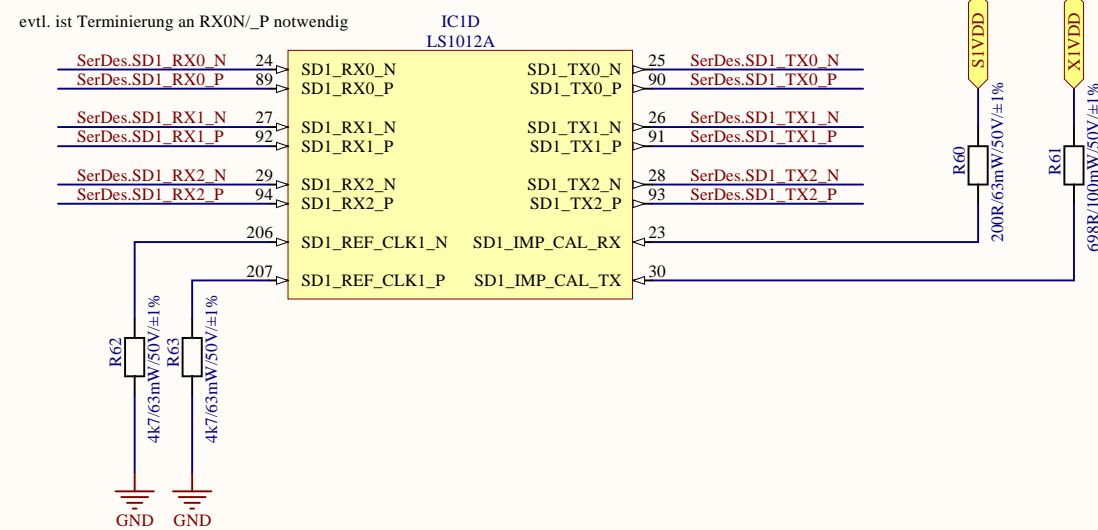 evtl. ist Terminierung an RX0N/_P notwendig
IC1D
LS1012A
S1VDD
X1VDD
SerDes.SD1_RX0_N 24 SD1_RX0_N SD1_TX0_N 25 SerDes.SD1_TX0_N
SerDes.SD1_RX0_P 89 SD1_RX0_P SD1_TX0_P 90 SerDes.SD1_TX0_P
SerDes.SD1_RX1_N 27 SD1_RX1_N SD1_TX1_N 26 SerDes.SD1_TX1_N
SerDes.SD1_RX1_P 92 SD1_RX1_P SD1_TX1_P 91 SerDes.SD1_TX1_P
SerDes.SD1_RX2_N 29 SD1_RX2_N SD1_TX2_N 28 SerDes.SD1_TX2_N
SerDes.SD1_RX2_P 94 SD1_RX2_P SD1_TX2_P 93 SerDes.SD1_TX2_P
206 SD1_REF_CLK1_N SD1_IMP_CAL_RX 23
207 SD1_REF_CLK1_P SD1_IMP_CAL_TX 30
R60
200R/63mW/50V/±1%
R61
698R/100mW/50V/±1%
R62
4k7/63mW/50V/±1%
R63
4k7/63mW/50V/±1%
GND
GND